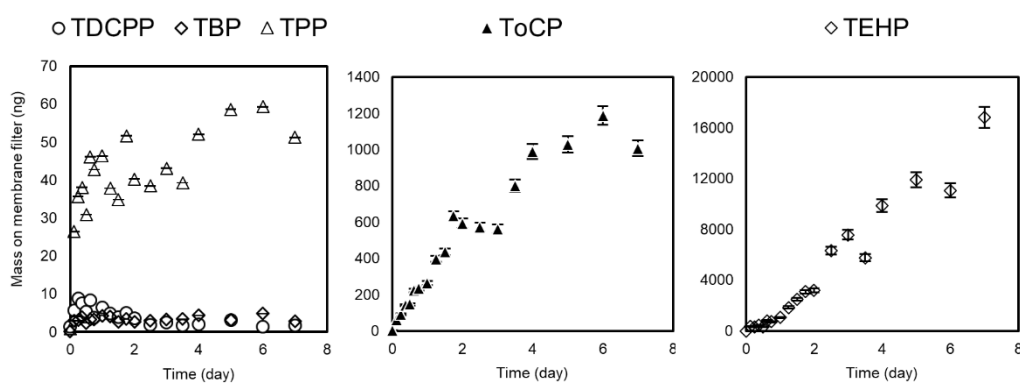 TDCPP TBP TPP ToCP TEHP
Mass on membrane filter (ng)
70
60
50
40
30
20
10
0
0 2 4 6 8
Time (day)
1400
1200
1000
800
600
400
200
0
0 2 4 6 8
Time (day)
20000
16000
12000
8000
4000
0
0 2 4 6 8
Time (day)